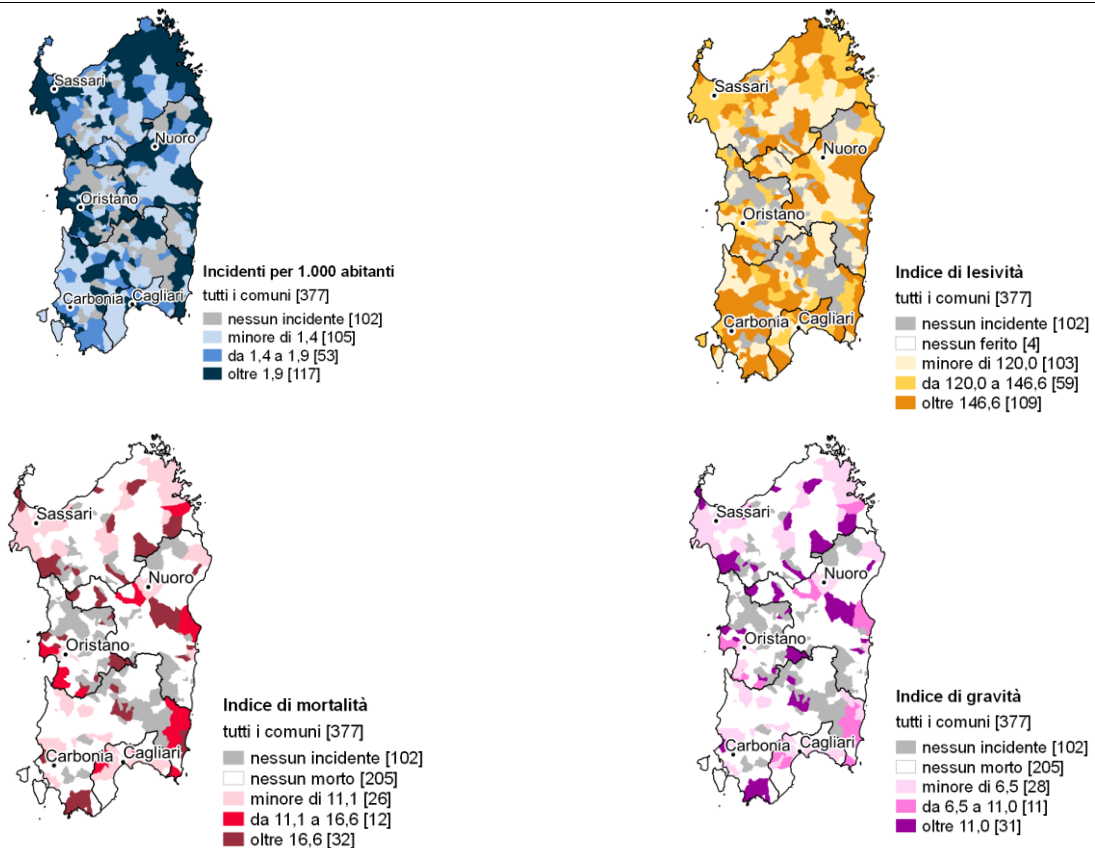 Sassari
Nuoro
Oristano
Carbonia
Cagliari
Incidenti per 1.000 abitanti
tutti i comuni [377]
nessun incidente [102]
minore di 1,4 [105]
da 1,4 a 1,9 [53]
oltre 1,9 [117]
Sassari
Nuoro
Oristano
Carbonia
Cagliari
Indice di lesività
tutti i comuni [377]
nessun incidente [102]
nessun ferito [4]
minore di 120,0 [103]
da 120,0 a 146,6 [59]
oltre 146,6 [109]
Sassari
Nuoro
Oristano
Carbonia
Cagliari
Indice di mortalità
tutti i comuni [377]
nessun incidente [102]
nessun morto [205]
minore di 11,1 [26]
da 11,1 a 16,6 [12]
oltre 16,6 [32]
Sassari
Nuoro
Oristano
Carbonia
Cagliari
Indice di gravità
tutti i comuni [377]
nessun incidente [102]
nessun morto [205]
minore di 6,5 [28]
da 6,5 a 11,0 [11]
oltre 11,0 [31]